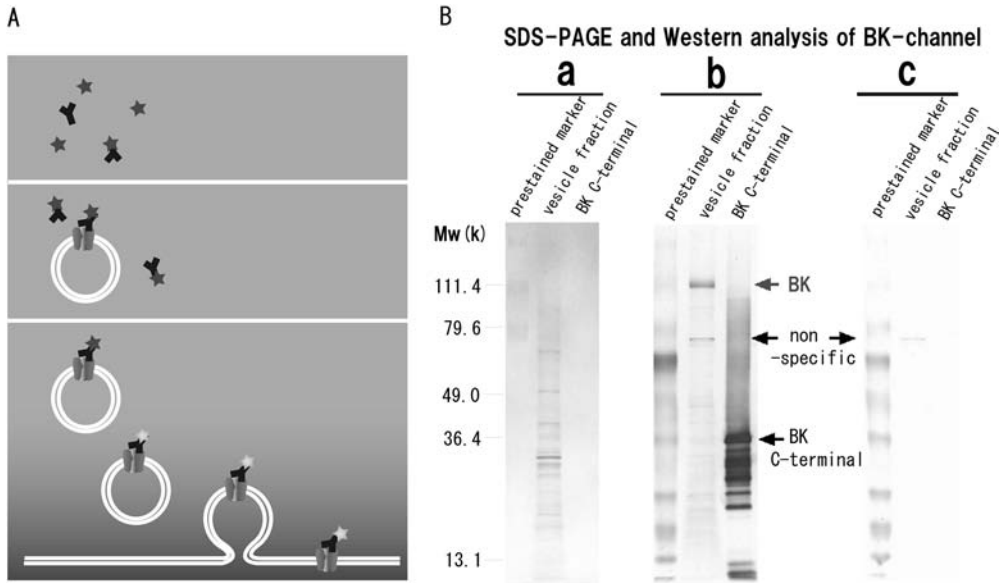 A
B
SDS-PAGE and Western analysis of BK-channel
a
b
c
prestained marker
vesicle fraction
BK C-terminal
prestained marker
vesicle fraction
BK C-terminal
prestained marker
vesicle fraction
BK C-terminal
Mw(k)
111.4
79.6
49.0
36.4
13.1
BK
non
-specific
BK
C-terminal